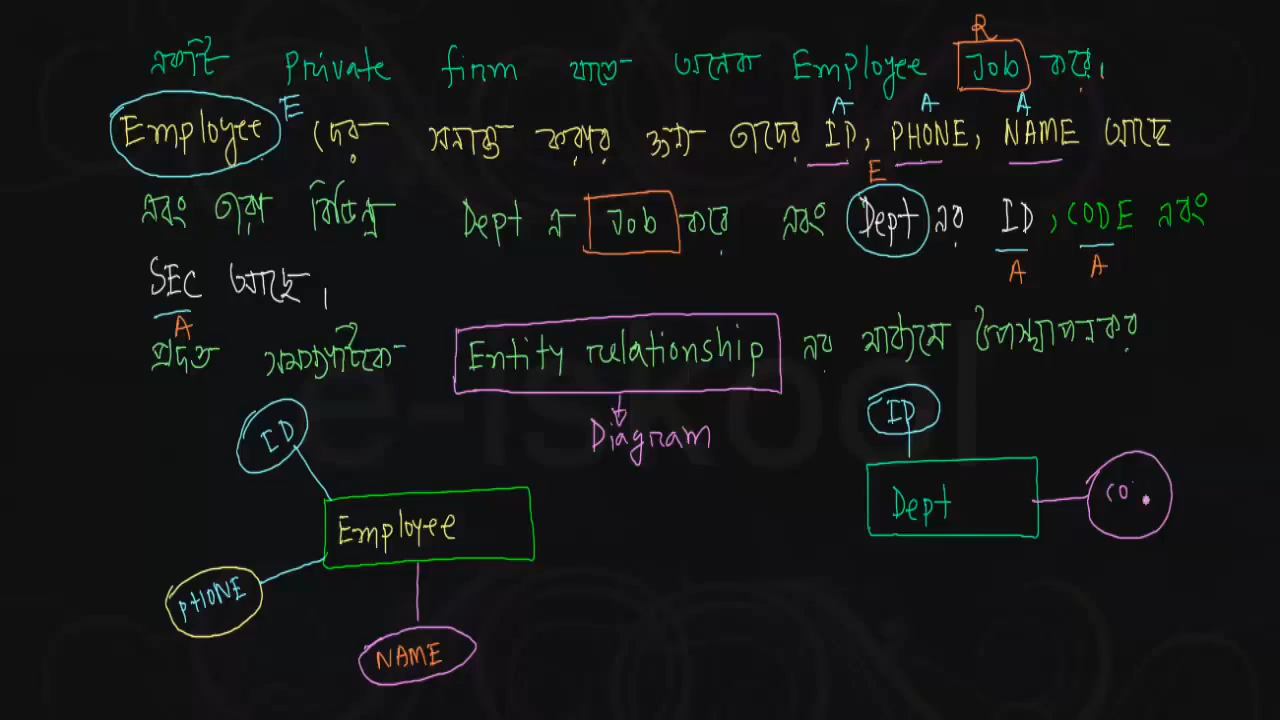 R
একটি Private firm যাতে অনেক Employee Job করে।
E A A A
Employee দের সনাক্ত করার জন্য তাদের ID, PHONE, NAME আছে
E
এবং তারা বিভিন্ন Dept এ Job করে এবং Dept এর ID, CODE এবং
A A
SEC আছে।
A
প্রদত্ত সমস্যাটিকে Entity relationship এর মাধ্যমে উপস্থাপন কর
Diagram
ID
ID
Dept
CO
Employee
PHONE
NAME
e-iskool